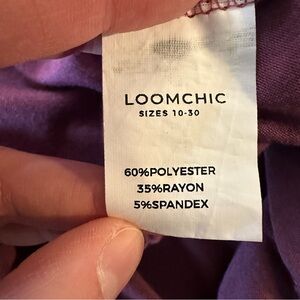 LOOMCHIC
SIZES 10-30
60%POLYESTER
35%RAYON
5%SPANDEX